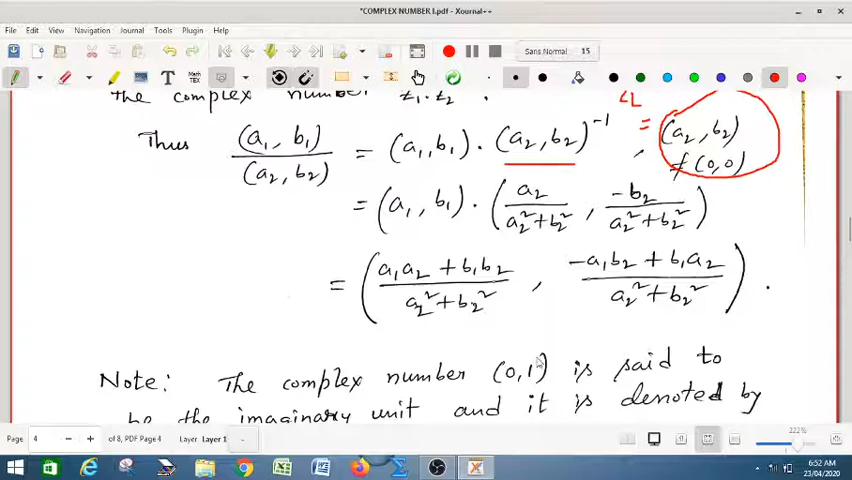 *COMPLEX NUMBER I.pdf - Xournal++
File Edit View Navigation Journal Tools Plugin Help
Sans Normal 15
the complex number z₁.z₂ .
Thus (a₁, b₁)/(a₂, b₂) = (a₁, b₁) · (a₂, b₂)⁻¹ , = (a₂, b₂) ≠ (0,0)
= (a₁, b₁) · (a₂/(a₂²+b₂²) , -b₂/(a₂²+b₂²))
= ((a₁a₂ + b₁b₂)/(a₂²+b₂²) , (-a₁b₂ + b₁a₂)/(a₂²+b₂²)) .
Note: The complex number (0,1) is said to
be the imaginary unit and it is denoted by
Page 4 of 8, PDF Page 4 Layer Layer 1 222%
6:52 AM
23/04/2020